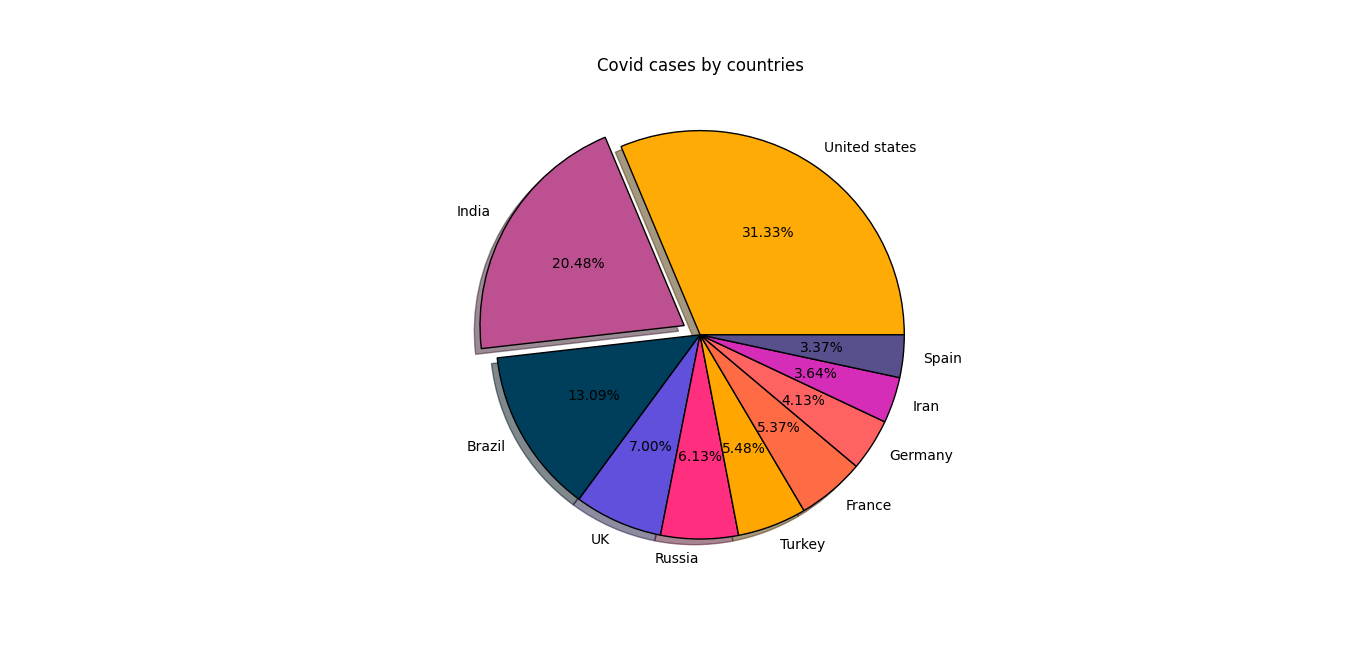 Covid cases by countries
United states
31.33%
India
20.48%
13.09%
Brazil
7.00%
UK
6.13%
Russia
5.48%
Turkey
5.37%
France
4.13%
Germany
3.64%
Iran
3.37%
Spain